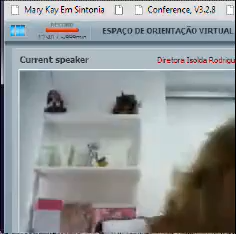 Mary Kay Em Sintonia
Conference, V3.2.8
ESPAÇO DE ORIENTAÇÃO VIRTUAL
Current speaker
Diretora Isolda Rodrigu